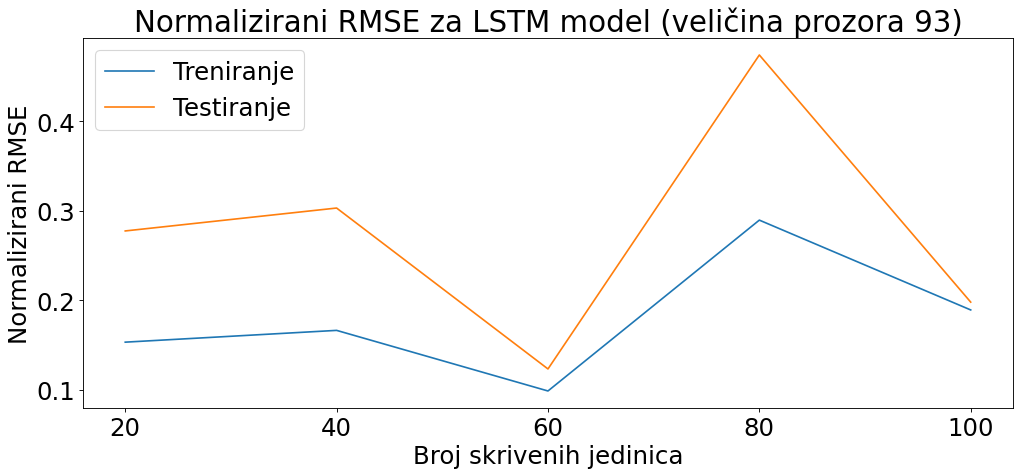 Normalizirani RMSE za LSTM model (veličina prozora 93)
Treniranje
Testiranje
Normalizirani RMSE
0.4
0.3
0.2
0.1
20 40 60 80 100
Broj skrivenih jedinica